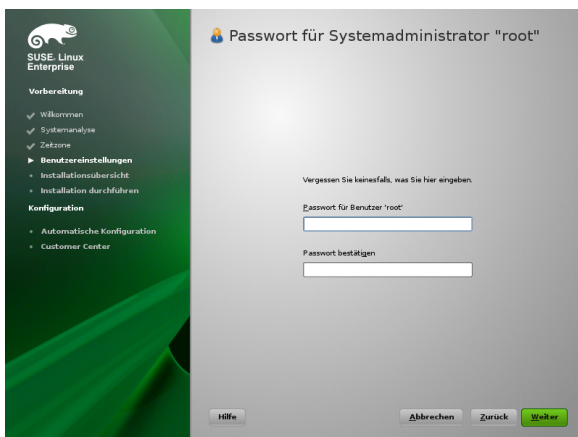 SUSE. Linux
Enterprise
Vorbereitung
Willkommen
Systemanalyse
Zeitzone
Benutzereinstellungen
Installationsübersicht
Installation durchführen
Konfiguration
Automatische Konfiguration
Customer Center
Passwort für Systemadministrator "root"
Vergessen Sie keinesfalls, was Sie hier eingeben.
Passwort für Benutzer 'root'
Passwort bestätigen
Hilfe
Abbrechen
Zurück
Weiter